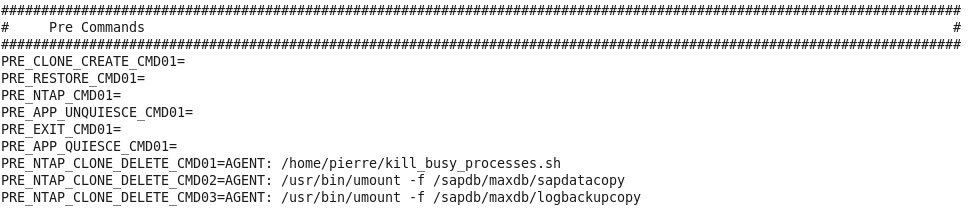 ########################################################################################################################
#     Pre Commands                                                                                                     #
########################################################################################################################
PRE_CLONE_CREATE_CMD01=
PRE_RESTORE_CMD01=
PRE_NTAP_CMD01=
PRE_APP_UNQUIESCE_CMD01=
PRE_EXIT_CMD01=
PRE_APP_QUIESCE_CMD01=
PRE_NTAP_CLONE_DELETE_CMD01=AGENT: /home/pierre/kill_busy_processes.sh
PRE_NTAP_CLONE_DELETE_CMD02=AGENT: /usr/bin/umount -f /sapdb/maxdb/sapdatacopy
PRE_NTAP_CLONE_DELETE_CMD03=AGENT: /usr/bin/umount -f /sapdb/maxdb/logbackupcopy